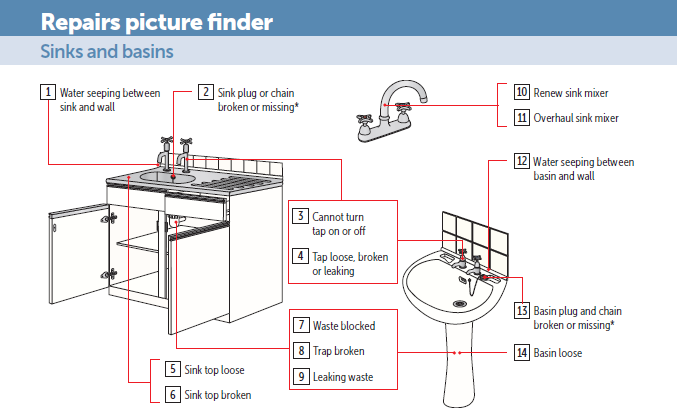 Repairs picture finder
Sinks and basins
1 Water seeping between
sink and wall
2 Sink plug or chain
broken or missing*
3 Cannot turn
tap on or off
4 Tap loose, broken
or leaking
5 Sink top loose
6 Sink top broken
7 Waste blocked
8 Trap broken
9 Leaking waste
10 Renew sink mixer
11 Overhaul sink mixer
12 Water seeping between
basin and wall
13 Basin plug and chain
broken or missing*
14 Basin loose